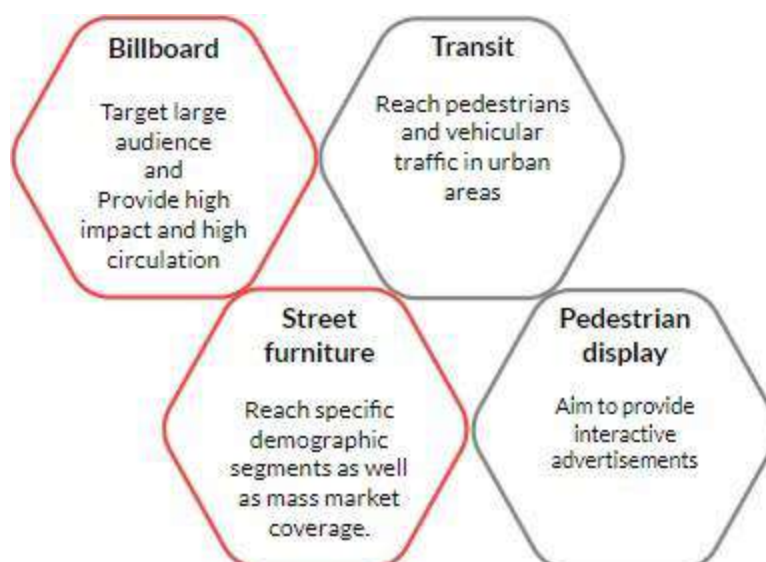 Billboard
Target large
audience
and
Provide high
impact and high
circulation
Transit
Reach pedestrians
and vehicular
traffic in urban
areas
Street
furniture
Reach specific
demographic
segments as well
as mass market
coverage.
Pedestrian
display
Aim to provide
interactive
advertisements